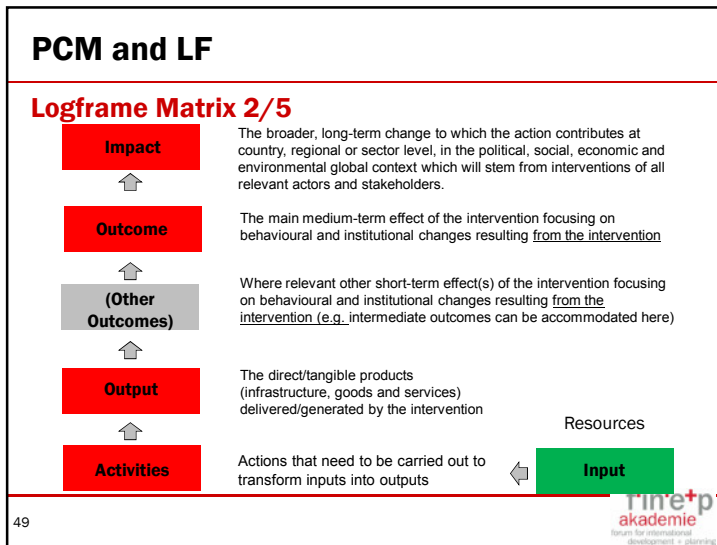 PCM and LF
Logframe Matrix 2/5
Impact
The broader, long-term change to which the action contributes at
country, regional or sector level, in the political, social, economic and
environmental global context which will stem from interventions of all
relevant actors and stakeholders.
Outcome
The main medium-term effect of the intervention focusing on
behavioural and institutional changes resulting from the intervention
(Other
Outcomes)
Where relevant other short-term effect(s) of the intervention focusing
on behavioural and institutional changes resulting from the
intervention (e.g. intermediate outcomes can be accommodated here)
Output
The direct/tangible products
(infrastructure, goods and services)
delivered/generated by the intervention
Resources
Activities
Actions that need to be carried out to
transform inputs into outputs
Input
49
fin*e+p
akademie
forum for international
development + planning